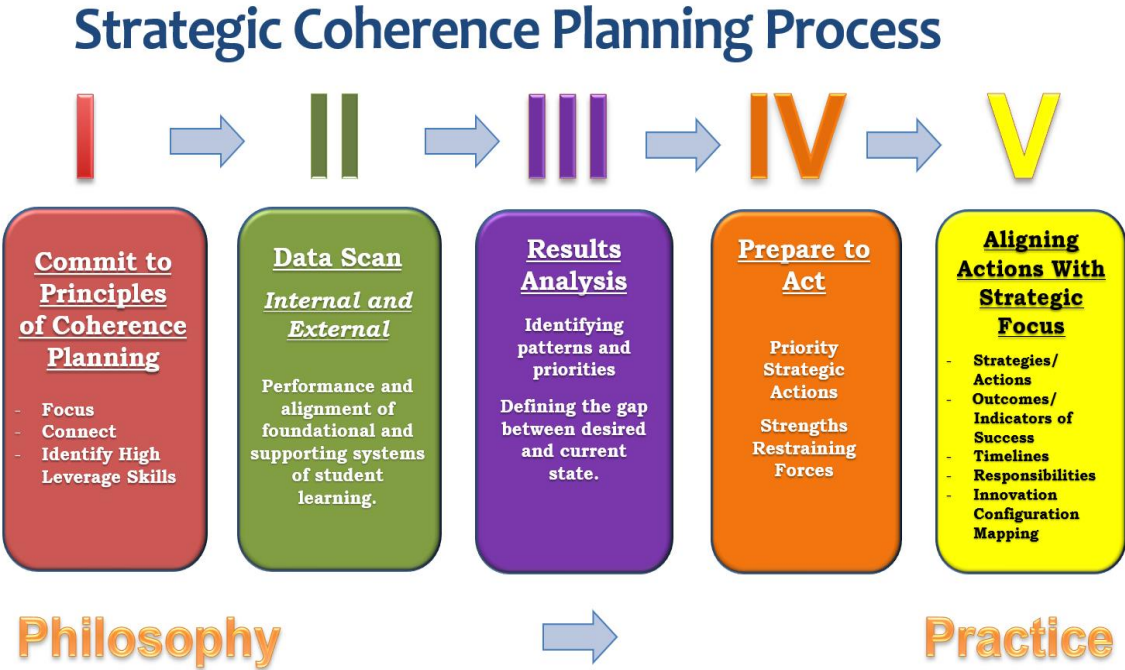 Strategic Coherence Planning Process
I
II
III
IV
V
Commit to
Principles
of Coherence
Planning
- Focus
- Connect
- Identify High
Leverage Skills
Data Scan
Internal and
External
Performance and
alignment of
foundational and
supporting systems
of student
learning.
Results
Analysis
Identifying
patterns and
priorities
Defining the gap
between desired
and current
state.
Prepare to
Act
Priority
Strategic
Actions
Strengths
Restraining
Forces
Aligning
Actions With
Strategic
Focus
- Strategies/
Actions
- Outcomes/
Indicators of
Success
- Timelines
- Responsibilities
- Innovation
Configuration
Mapping
Philosophy
Practice